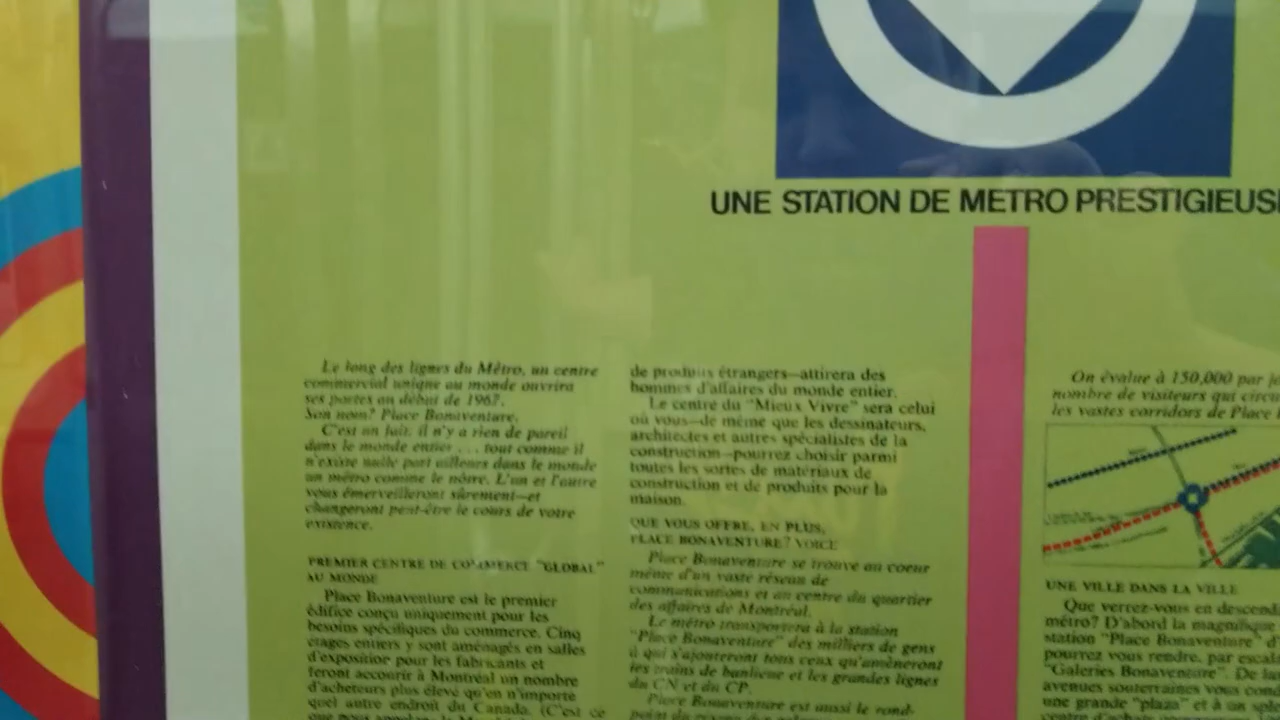 UNE STATION DE METRO PRESTIGIEUS
Le long des lignes du Métro, un centre
commercial unique au monde ouvrira
ses portes au début de 1967.
Son nom? Place Bonaventure.
C'est un fait, il n'y a rien de pareil
dans le monde entier . . . tout comme il
n'existe nulle part ailleurs dans le monde
un métro comme le nôtre. L'un et l'autre
vous émerveilleront sûrement—et
changeront peut-être le cours de votre
existence.
PREMIER CENTRE DE COMMERCE "GLOBAL"
AU MONDE
Place Bonaventure est le premier
édifice conçu uniquement pour les
besoins spécifiques du commerce. Cinq
étages entiers y sont aménagés en salles
d'exposition pour les fabricants et
feront accourir à Montréal un nombre
d'acheteurs plus élevé qu'en n'importe
quel autre endroit du Canada. (C'est ce
que nous
de produits étrangers—attirera des
hommes d'affaires du monde entier.
Le centre du "Mieux Vivre" sera celui
où vous—de même que les dessinateurs,
architectes et autres spécialistes de la
construction—pourrez choisir parmi
toutes les sortes de matériaux de
construction et de produits pour la
maison.
QUE VOUS OFFRE, EN PLUS,
PLACE BONAVENTURE? VOICI:
Place Bonaventure se trouve au coeur
même d'un vaste réseau de
communications et au centre du quartier
des affaires de Montréal.
Le métro transportera à la station
"Place Bonaventure" des milliers de gens
à qui s'ajouteront tous ceux qu'amèneront
les trains de banlieue et les grandes lignes
du CN et du CP.
Place Bonaventure est aussi le rond-
point du réseau des
On évalue à 150,000 par j
nombre de visiteurs qui circu
les vastes corridors de Place
UNE VILLE DANS LA VILLE
Que verrez-vous en descend
métro? D'abord la magnifique
station "Place Bonaventure" d
pourrez vous rendre, par escal
"Galeries Bonaventure". De
avenues souterraines vous con
une grande "plaza" et à un